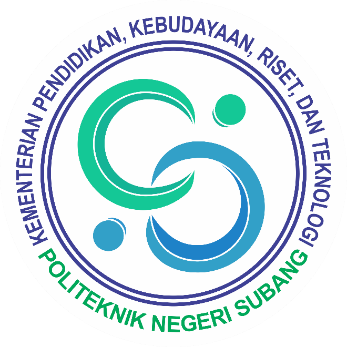 KEMENTERIAN PENDIDIKAN, KEBUDAYAAN, RISET, DAN TEKNOLOGI
POLITEKNIK NEGERI SUBANG